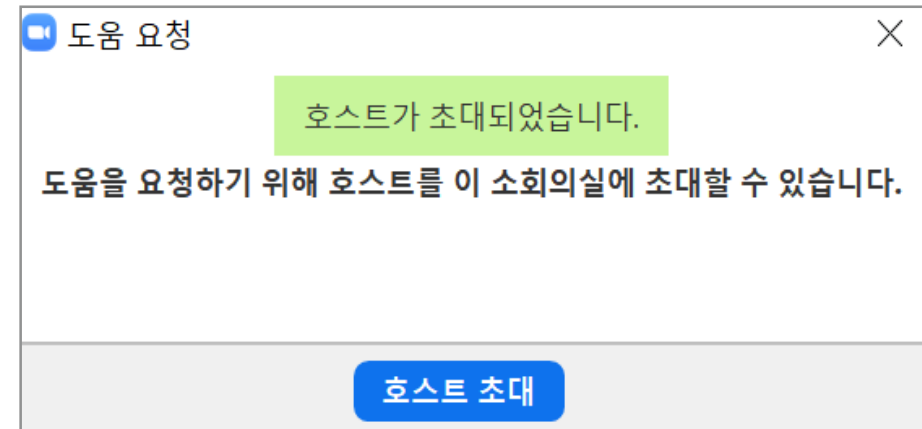 도움 요청
호스트가 초대되었습니다.
도움을 요청하기 위해 호스트를 이 소회의실에 초대할 수 있습니다.
호스트 초대